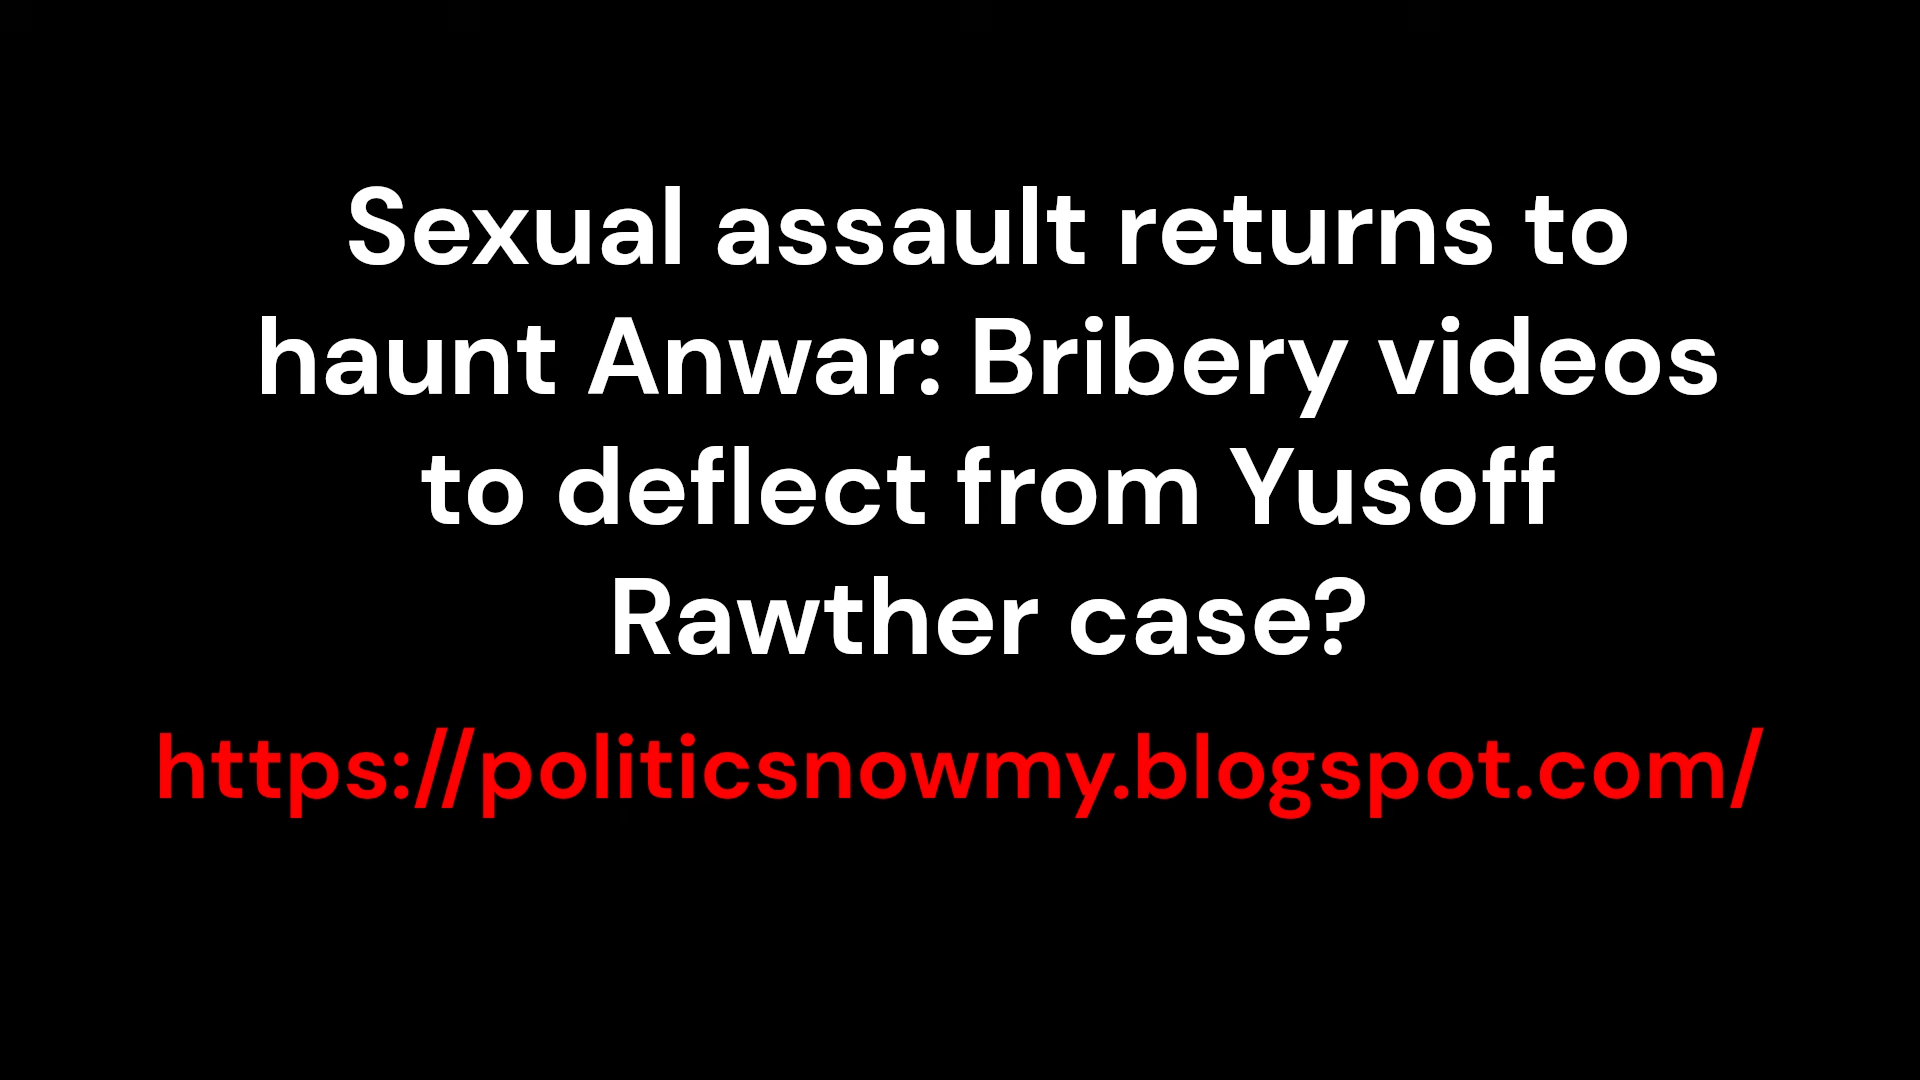 Sexual assault returns to
haunt Anwar: Bribery videos
to deflect from Yusoff
Rawther case?
https://politicsnowmy.blogspot.com/